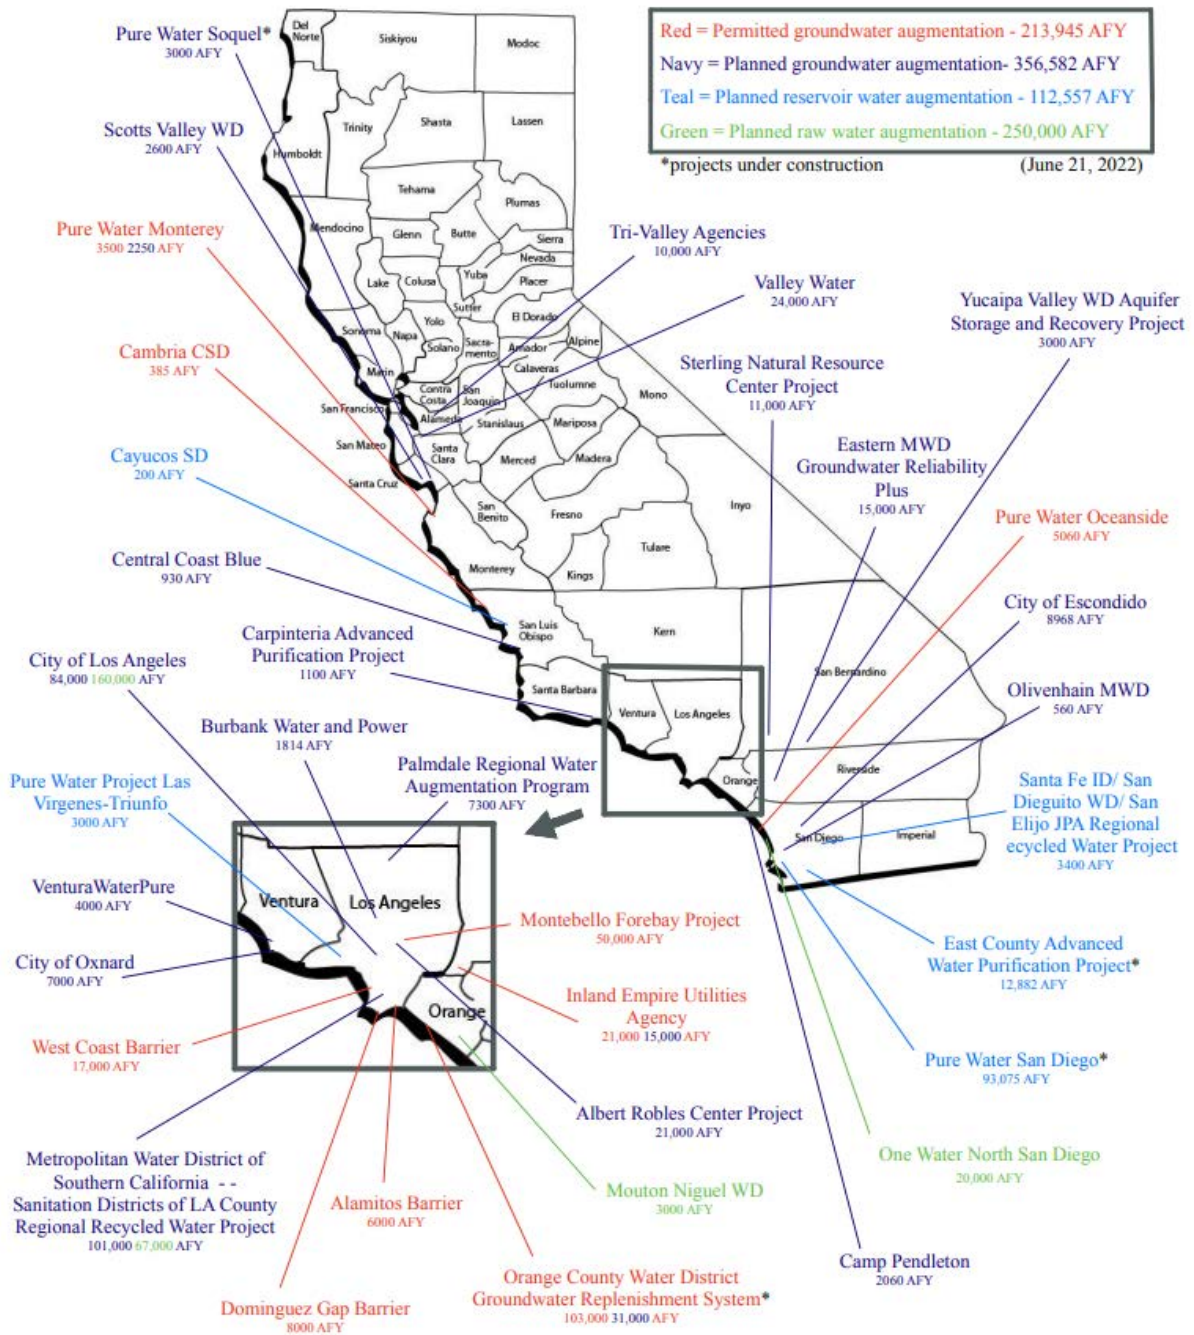 Red = Permitted groundwater augmentation - 213,945 AFY
Navy = Planned groundwater augmentation- 356,582 AFY
Teal = Planned reservoir water augmentation - 112,557 AFY
Green = Planned raw water augmentation - 250,000 AFY
*projects under construction (June 21, 2022)
Pure Water Soquel*
3000 AFY
Scotts Valley WD
2600 AFY
Pure Water Monterey
3500 2250 AFY
Cambria CSD
385 AFY
Cayucos SD
200 AFY
Central Coast Blue
930 AFY
Carpinteria Advanced
Purification Project
1100 AFY
City of Los Angeles
84,000 160,000 AFY
Burbank Water and Power
1814 AFY
Palmdale Regional Water
Augmentation Program
7300 AFY
Pure Water Project Las
Virgenes-Triunfo
3000 AFY
VenturaWaterPure
4000 AFY
City of Oxnard
7000 AFY
West Coast Barrier
17,000 AFY
Metropolitan Water District of
Southern California - -
Sanitation Districts of LA County
Regional Recycled Water Project
101,000 67,000 AFY
Dominguez Gap Barrier
8000 AFY
Alamitos Barrier
6000 AFY
Orange County Water District
Groundwater Replenishment System*
103,000 31,000 AFY
Mouton Niguel WD
3000 AFY
Albert Robles Center Project
21,000 AFY
Inland Empire Utilities
Agency
21,000 15,000 AFY
Montebello Forebay Project
50,000 AFY
Tri-Valley Agencies
10,000 AFY
Valley Water
24,000 AFY
Yucaipa Valley WD Aquifer
Storage and Recovery Project
3000 AFY
Sterling Natural Resource
Center Project
11,000 AFY
Eastern MWD
Groundwater Reliability
Plus
15,000 AFY
Pure Water Oceanside
5060 AFY
City of Escondido
8968 AFY
Olivenhain MWD
560 AFY
Santa Fe ID/ San
Dieguito WD/ San
Elijo JPA Regional
ecycled Water Project
3400 AFY
East County Advanced
Water Purification Project*
12,882 AFY
Pure Water San Diego*
93,075 AFY
One Water North San Diego
20,000 AFY
Camp Pendleton
2060 AFY
Del
Norte
Siskiyou
Modoc
Humboldt
Trinity
Shasta
Lassen
Tehama
Plumas
Mendocino
Glenn
Butte
Sierra
Nevada
Lake
Colusa
Yuba
Placer
Sutter
El Dorado
Sonoma
Napa
Yolo
Solano
Sacra-
mento
Amador
Alpine
Marin
Calaveras
Tuolumne
Mono
Contra
Costa
San
Joaquin
San Francisco
Alameda
Stanislaus
Mariposa
San Mateo
Santa
Clara
Merced
Madera
Santa Cruz
San
Benito
Fresno
Inyo
Monterey
Kings
Tulare
San Luis
Obispo
Kern
San Bernardino
Santa Barbara
Ventura
Los Angeles
Orange
Riverside
San Diego
Imperial
Ventura
Los Angeles
Orange